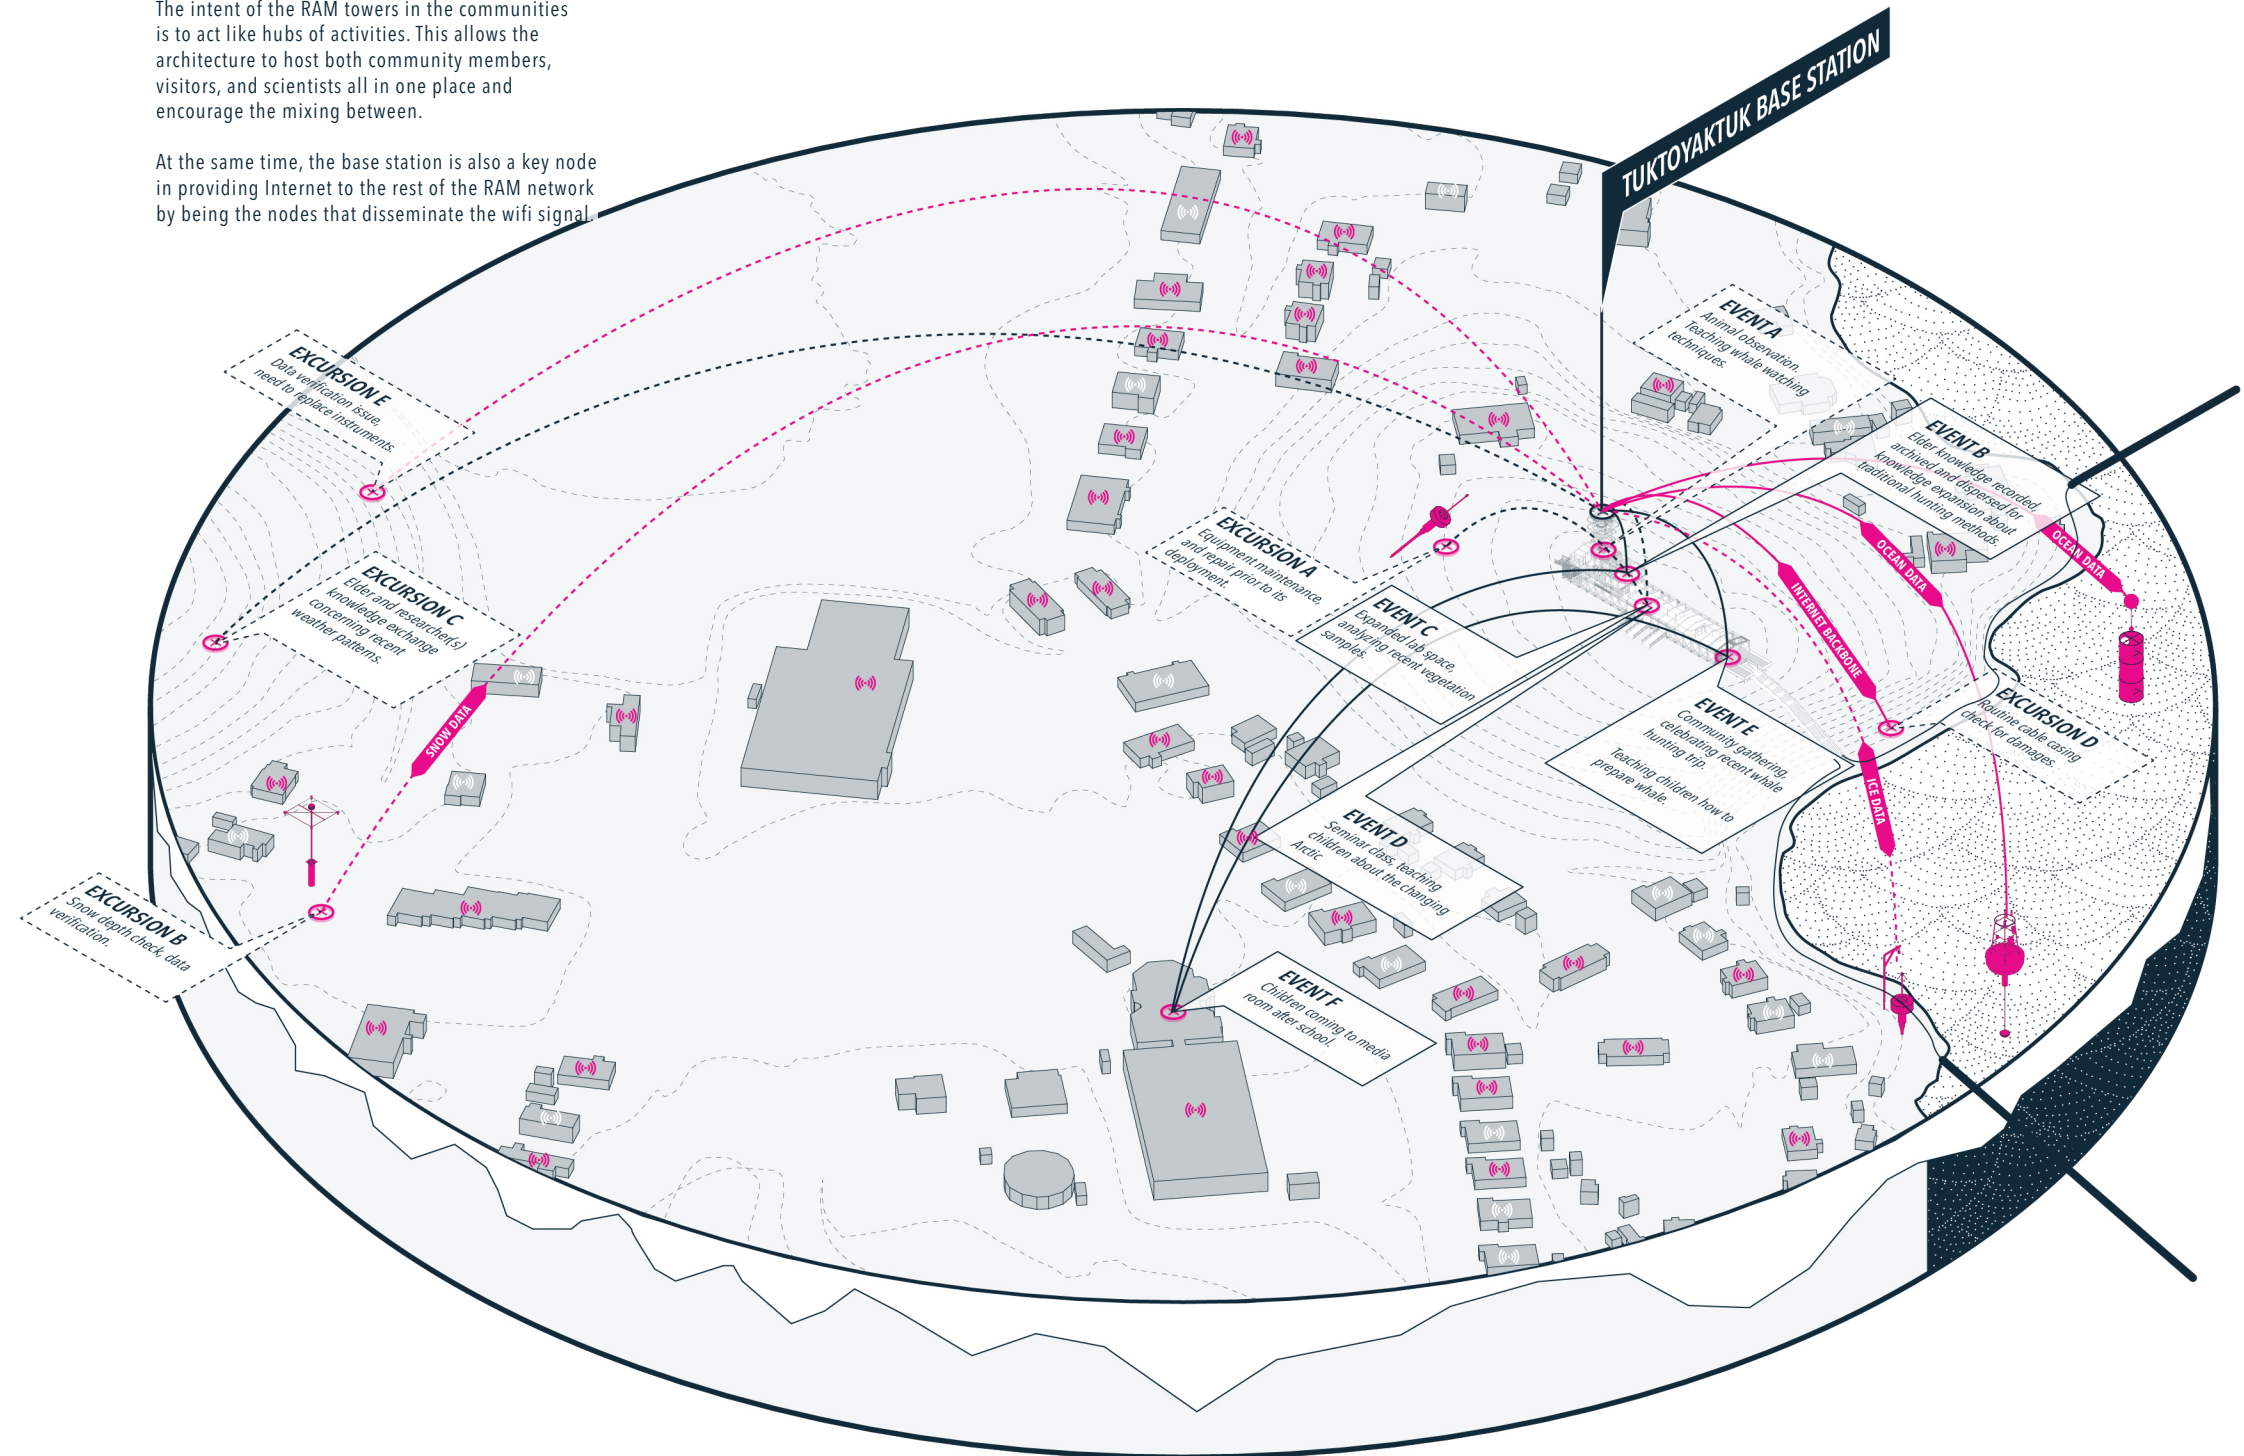 The intent of the RAM towers in the communities
is to act like hubs of activities. This allows the
architecture to host both community members,
visitors, and scientists all in one place and
encourage the mixing between.
At the same time, the base station is also a key node
in providing Internet to the rest of the RAM network
by being the nodes that disseminate the wifi signal.
TUKTOYAKTUK BASE STATION
EVENT A
Animal observation.
Teaching whale watching
techniques.
EXCURSION E
Data verification issue,
need to replace instruments.
EVENT B
Elder knowledge recorded,
archived and dispersed for
knowledge expansion about
traditional hunting methods.
EXCURSION A
Equipment maintenance,
and repair prior to its
deployment.
OCEAN DATA
OCEAN DATA
INTERNET BACKBONE
EXCURSION C
Elder and researcher(s)
knowledge exchange
concerning recent
weather patterns.
EVENT C
Expanded lab space,
analyzing recent vegetation
samples.
SNOW DATA
EVENT E
Community gathering,
celebrating recent whale
hunting trip.
Teaching children how to
prepare whale.
EXCURSION D
Routine cable casing
check for damages.
ICE DATA
EVENT D
Seminar class, teaching
children about the changing
Arctic
EXCURSION B
Snow depth check, data
verification.
EVENT F
Children coming to media
room after school.